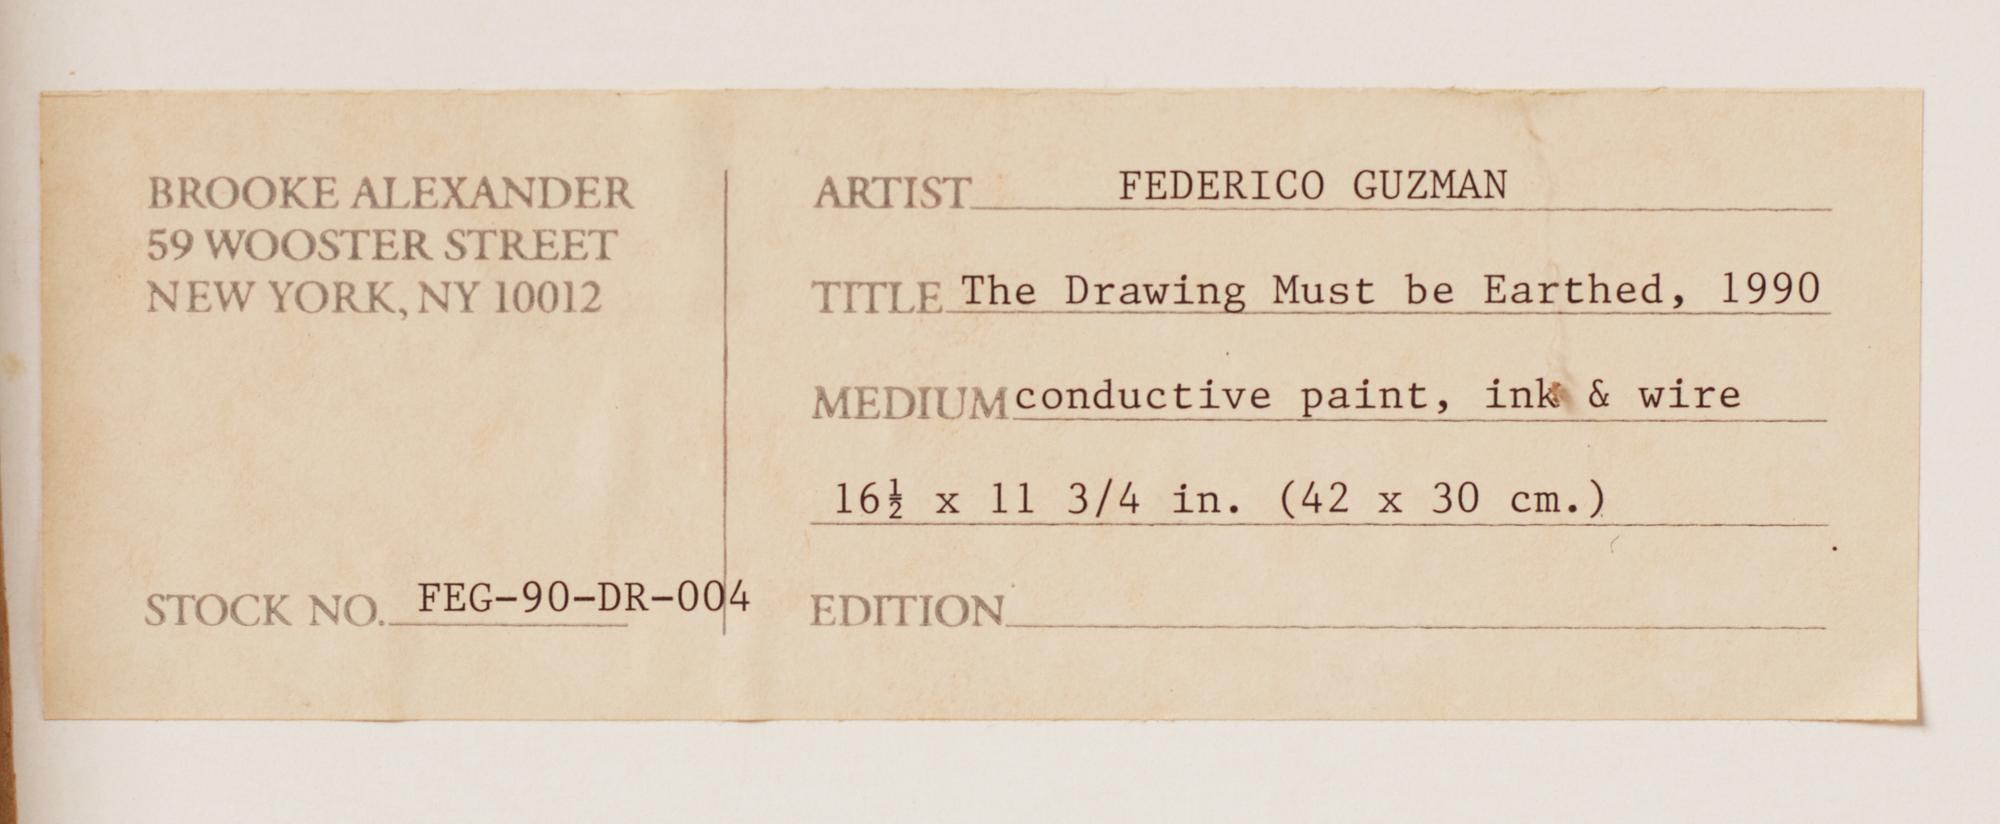 BROOKE ALEXANDER
59 WOOSTER STREET
NEW YORK, NY 10012
STOCK NO. FEG-90-DR-004
ARTIST FEDERICO GUZMAN
TITLE The Drawing Must be Earthed, 1990
MEDIUM conductive paint, ink & wire
16½ x 11 3/4 in. (42 x 30 cm.)
EDITION